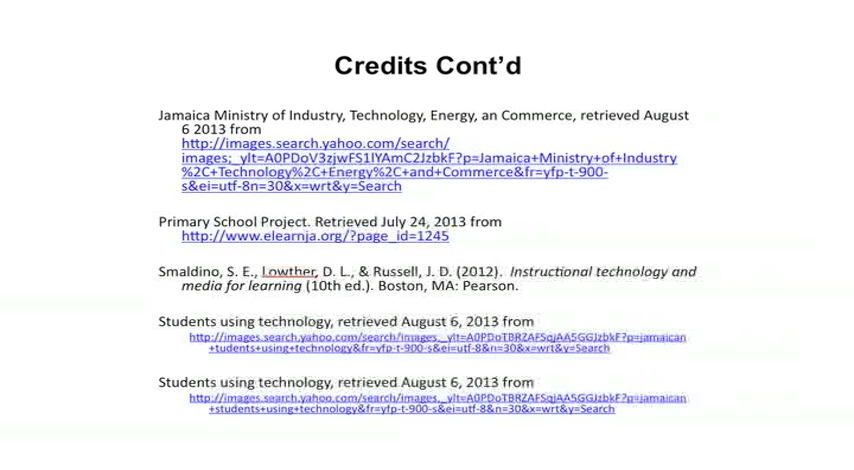 Credits Cont’d
Jamaica Ministry of Industry, Technology, Energy, an Commerce, retrieved August
6 2013 from
http://images.search.yahoo.com/search/
images;_ylt=A0PDoV3zjwFS1lYAmC2JzbkF?p=Jamaica+Ministry+of+Industry
%2C+Technology%2C+Energy%2C+and+Commerce&fr=yfp-t-900-
s&ei=utf-8n=30&x=wrt&y=Search
Primary School Project. Retrieved July 24, 2013 from
http://www.elearnja.org/?page_id=1245
Smaldino, S. E., Lowther, D. L., & Russell, J. D. (2012). Instructional technology and
media for learning (10th ed.). Boston, MA: Pearson.
Students using technology, retrieved August 6, 2013 from
http://images.search.yahoo.com/search/images;_ylt=A0PDoTBRZAFSqjAA5GGJzbkF?p=jamaican
+students+using+technology&fr=yfp-t-900-s&ei=utf-8&n=30&x=wrt&y=Search
Students using technology, retrieved August 6, 2013 from
http://images.search.yahoo.com/search/images;_ylt=A0PDoTBRZAFSqjAA5GGJzbkF?p=jamaican
+students+using+technology&fr=yfp-t-900-s&ei=utf-8&n=30&x=wrt&y=Search